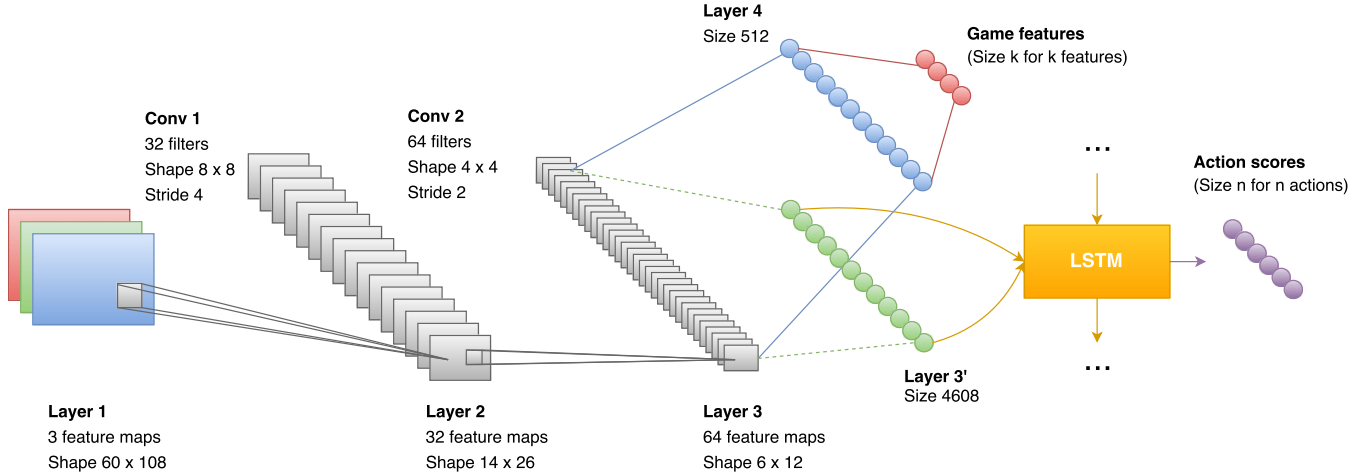 Layer 4
Size 512
Game features
(Size k for k features)
Conv 1
32 filters
Shape 8 x 8
Stride 4
Conv 2
64 filters
Shape 4 x 4
Stride 2
...
Action scores
(Size n for n actions)
LSTM
...
Layer 3'
Size 4608
Layer 1
3 feature maps
Shape 60 x 108
Layer 2
32 feature maps
Shape 14 x 26
Layer 3
64 feature maps
Shape 6 x 12